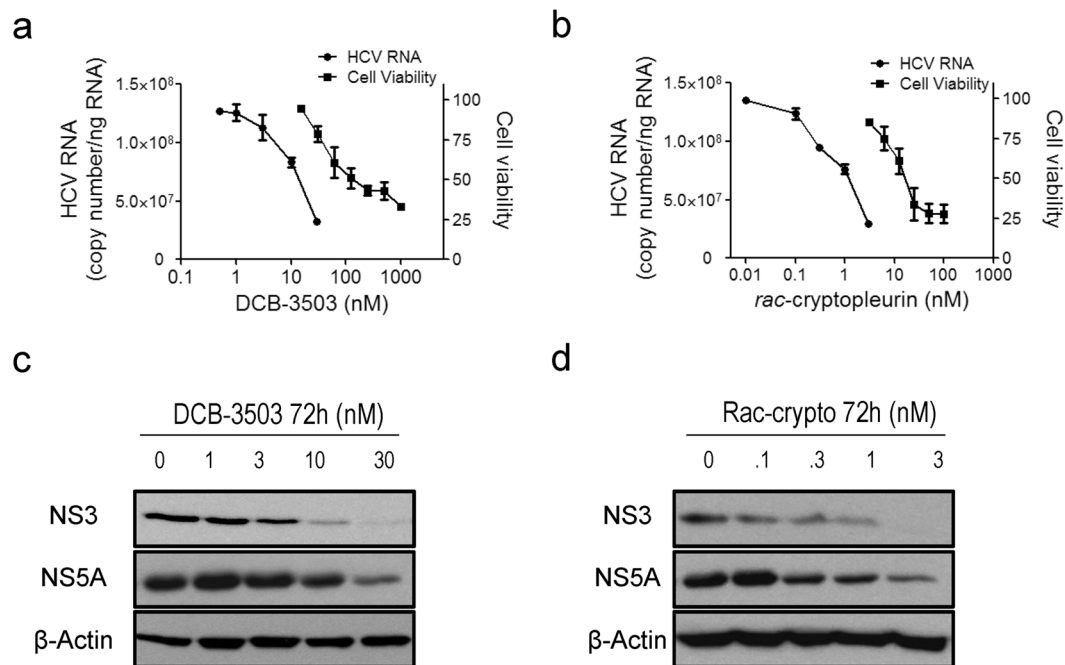 a
HCV RNA
Cell Viability
HCV RNA
(copy number/ng RNA)
1.5×10⁸
1.0×10⁸
5.0×10⁷
0
100
75
50
25
0
Cell viability
0.1 1 10 100 1000
DCB-3503 (nM)
b
HCV RNA
Cell Viability
HCV RNA
(copy number/ng RNA)
1.5×10⁸
1.0×10⁸
5.0×10⁷
0
100
75
50
25
0
Cell viability
0.01 0.1 1 10 100 1000
rac-cryptopleurin (nM)
c
DCB-3503 72h (nM)
0 1 3 10 30
NS3
NS5A
β-Actin
d
Rac-crypto 72h (nM)
0 .1 .3 1 3
NS3
NS5A
β-Actin